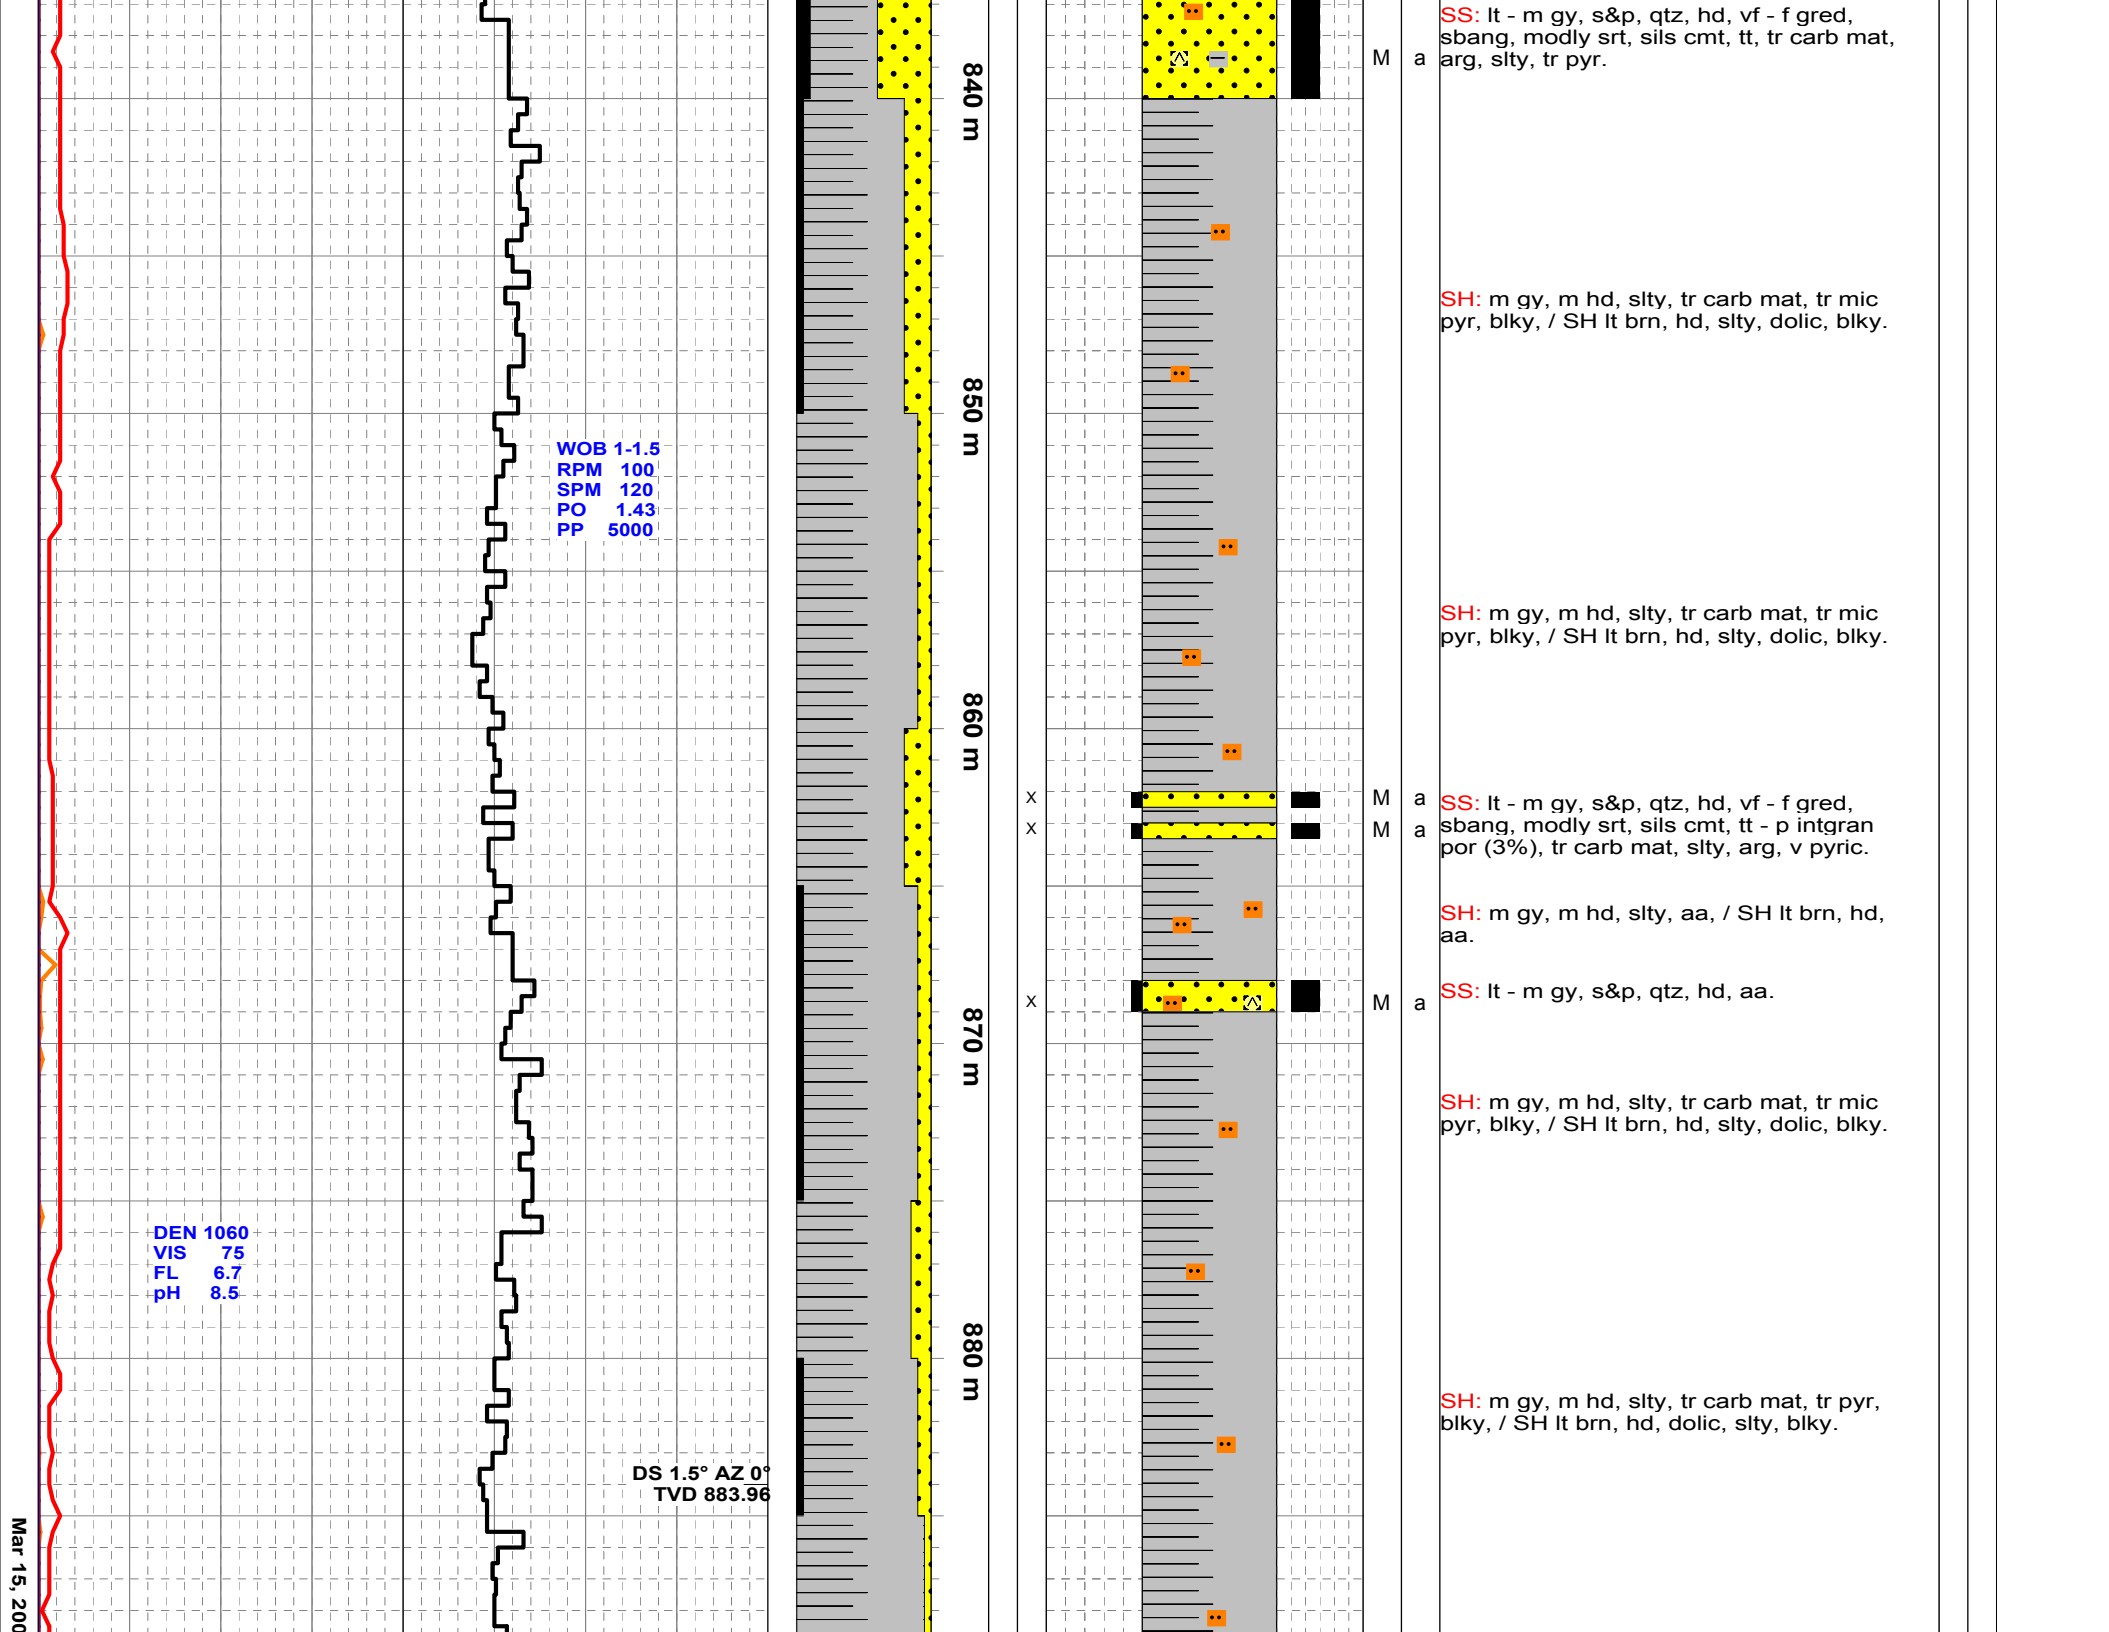 SS: lt - m gy, s&p, qtz, hd, vf - f gred,
sbang, modly srt, sils cmt, tt, tr carb mat,
arg, slty, tr pyr.
M a
840 m
SH: m gy, m hd, slty, tr carb mat, tr mic
pyr, blky, / SH lt brn, hd, slty, dolic, blky.
850 m
WOB 1-1.5
RPM 100
SPM 120
PO 1.43
PP 5000
SH: m gy, m hd, slty, tr carb mat, tr mic
pyr, blky, / SH lt brn, hd, slty, dolic, blky.
860 m
X M a
X M a
SS: lt - m gy, s&p, qtz, hd, vf - f gred,
sbang, modly srt, sils cmt, tt - p intgran
por (3%), tr carb mat, slty, arg, v pyric.
SH: m gy, m hd, slty, aa, / SH lt brn, hd,
aa.
X M a
SS: lt - m gy, s&p, qtz, hd, aa.
870 m
SH: m gy, m hd, slty, tr carb mat, tr mic
pyr, blky, / SH lt brn, hd, slty, dolic, blky.
DEN 1060
VIS 75
FL 6.7
pH 8.5
880 m
SH: m gy, m hd, slty, tr carb mat, tr pyr,
blky, / SH lt brn, hd, dolic, slty, blky.
DS 1.5° AZ 0°
TVD 883.96
Mar 15, 200